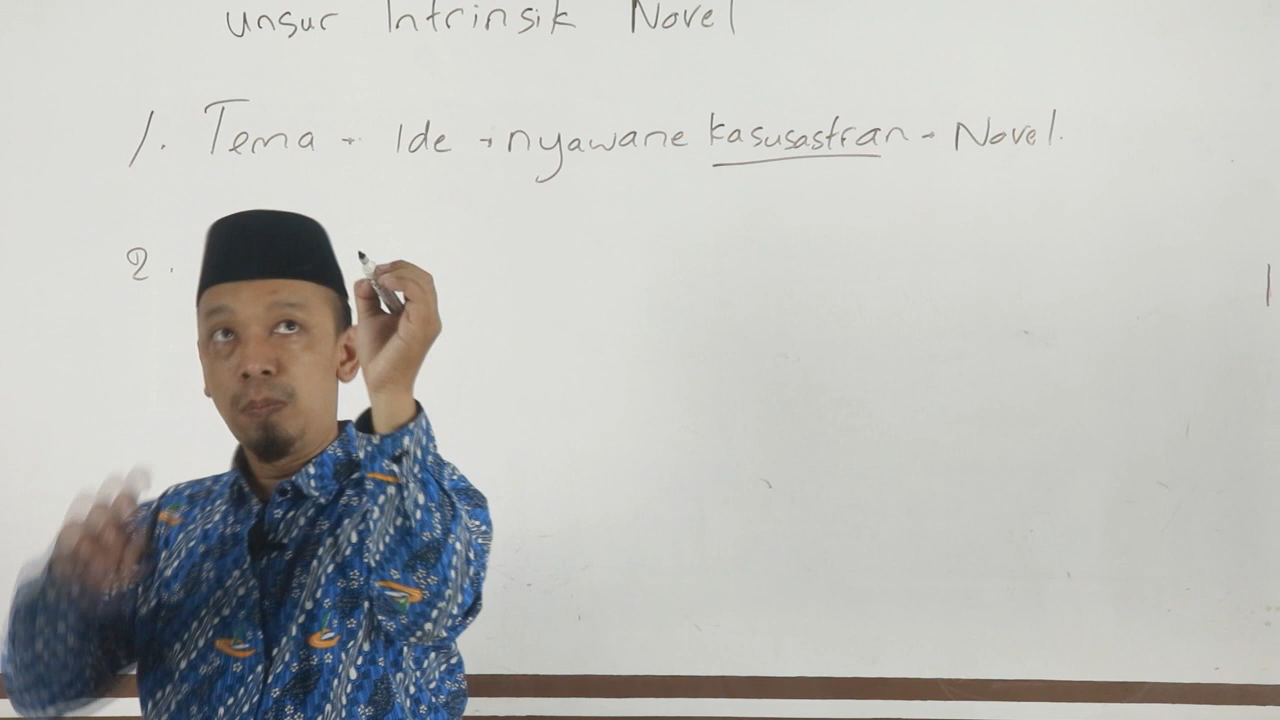 unsur Intrinsik Novel
1. Tema → Ide → nyawane kasusastran → Novel.
2.